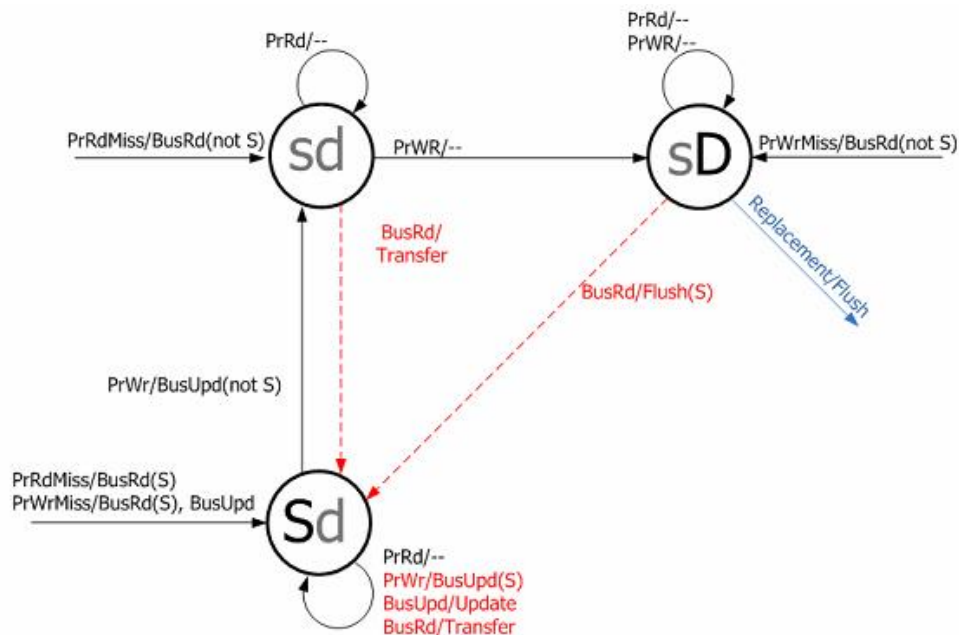 PrRd/--
PrRd/--
PrWR/--
PrRdMiss/BusRd(not S)
sd
PrWR/--
sD
PrWrMiss/BusRd(not S)
BusRd/
Transfer
Replacement/Flush
BusRd/Flush(S)
PrWr/BusUpd(not S)
PrRdMiss/BusRd(S)
PrWrMiss/BusRd(S), BusUpd
Sd
PrRd/--
PrWr/BusUpd(S)
BusUpd/Update
BusRd/Transfer